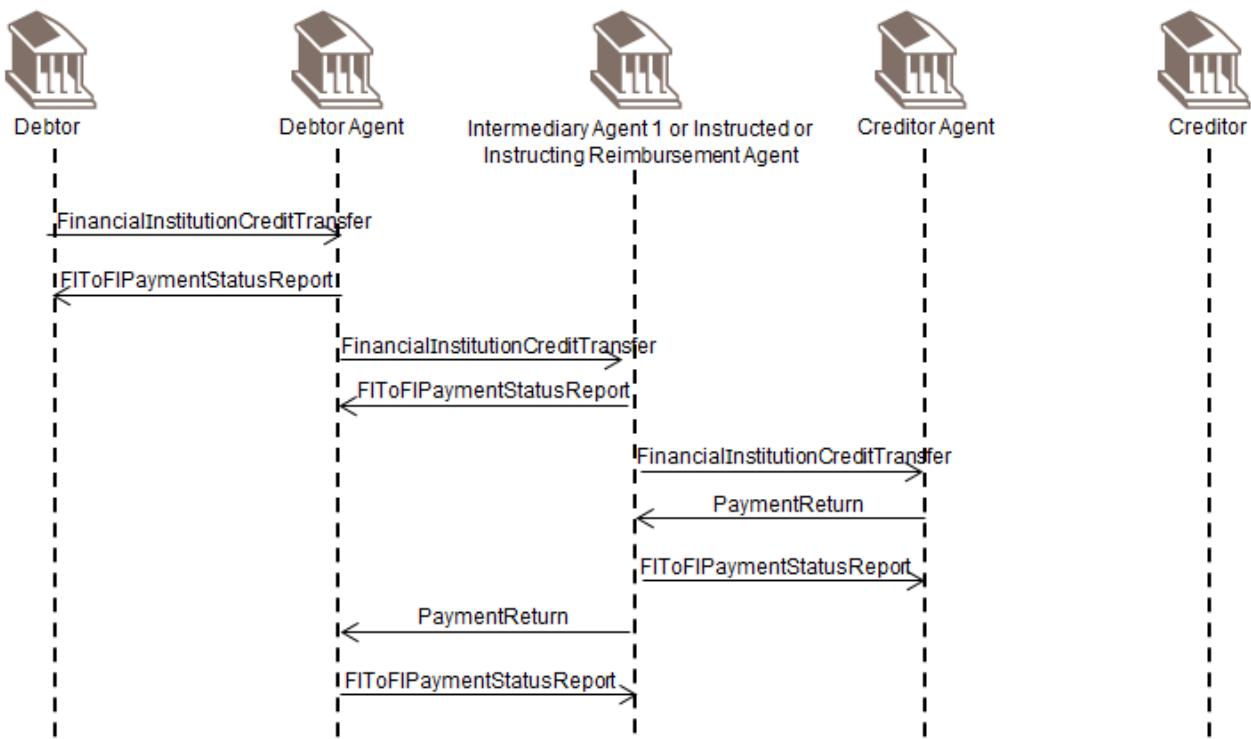 Debtor
Debtor Agent
Intermediary Agent 1 or Instructed or
Instructing Reimbursement Agent
Creditor Agent
Creditor
FinancialInstitutionCreditTransfer
FIToFIPaymentStatusReport
FinancialInstitutionCreditTransfer
FIToFIPaymentStatusReport
FinancialInstitutionCreditTransfer
PaymentReturn
FIToFIPaymentStatusReport
PaymentReturn
FIToFIPaymentStatusReport